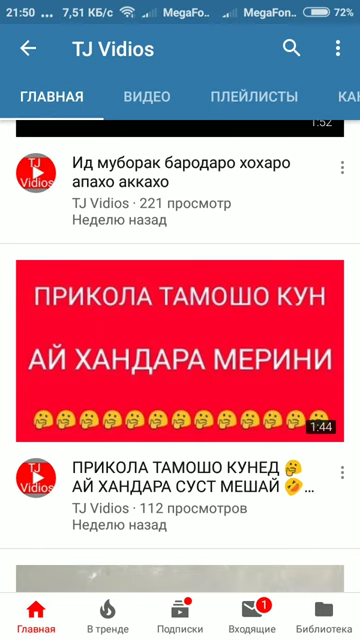 21:50 ... 7,51 КБ/с MegaFo.. MegaFon.. 72%
TJ Vidios
ГЛАВНАЯ ВИДЕО ПЛЕЙЛИСТЫ КА
1:52
TJ Vidios
Ид муборак бародаро хохаро
апахо аккахо
TJ Vidios · 221 просмотр
Неделю назад
ПРИКОЛА ТАМОШО КУН
АЙ ХАНДАРА МЕРИНИ
🤔🤔🤔🤔🤔🤔🤔🤔🤔🤔🤔🤔🤔
1:44
TJ Vidios
ПРИКОЛА ТАМОШО КУНЕД 🤔
АЙ ХАНДАРА СУСТ МЕШАЙ 🤣...
TJ Vidios · 112 просмотров
Неделю назад
1
Главная В тренде Подписки Входящие Библиотека